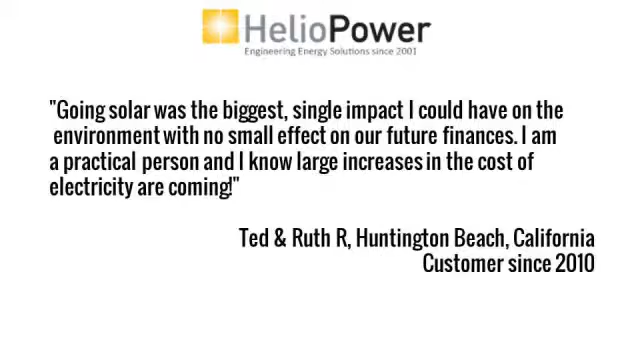 HelioPower
Engineering Energy Solutions since 2001
"Going solar was the biggest, single impact I could have on the
environment with no small effect on our future finances. I am
a practical person and I know large increases in the cost of
electricity are coming!"
Ted & Ruth R, Huntington Beach, California
Customer since 2010